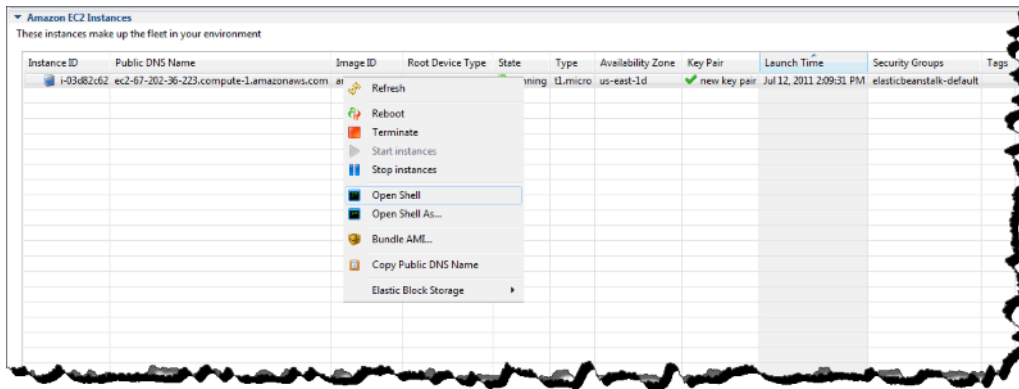 Amazon EC2 Instances
These instances make up the fleet in your environment
Instance ID Public DNS Name Image ID Root Device Type State Type Availability Zone Key Pair Launch Time Security Groups Tags
i-03d82c62 ec2-67-202-36-223.compute-1.amazonaws.com nning t1.micro us-east-1d new key pair Jul 12, 2011 2:09:31 PM elasticbeanstalk-default
Refresh
Reboot
Terminate
Start instances
Stop instances
Open Shell
Open Shell As...
Bundle AMI...
Copy Public DNS Name
Elastic Block Storage